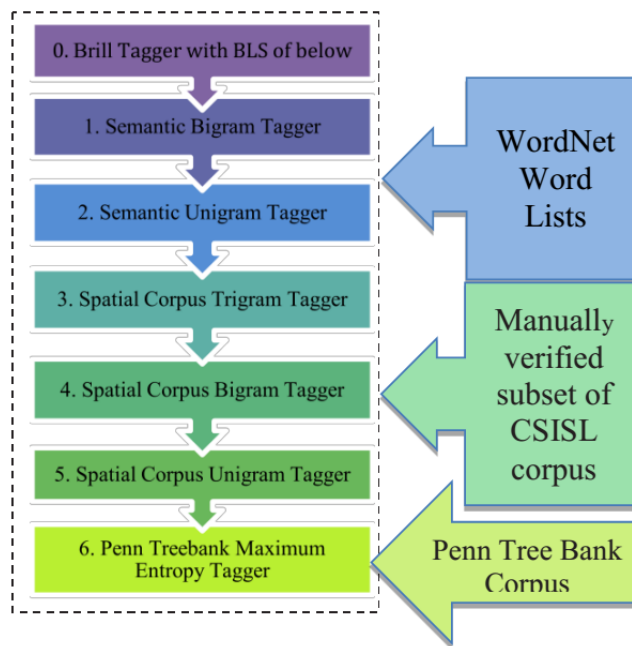 0. Brill Tagger with BLS of below
1. Semantic Bigram Tagger
2. Semantic Unigram Tagger
3. Spatial Corpus Trigram Tagger
4. Spatial Corpus Bigram Tagger
5. Spatial Corpus Unigram Tagger
6. Penn Treebank Maximum
Entropy Tagger
WordNet
Word
Lists
Manually
verified
subset of
CSISL
corpus
Penn Tree Bank
Corpus